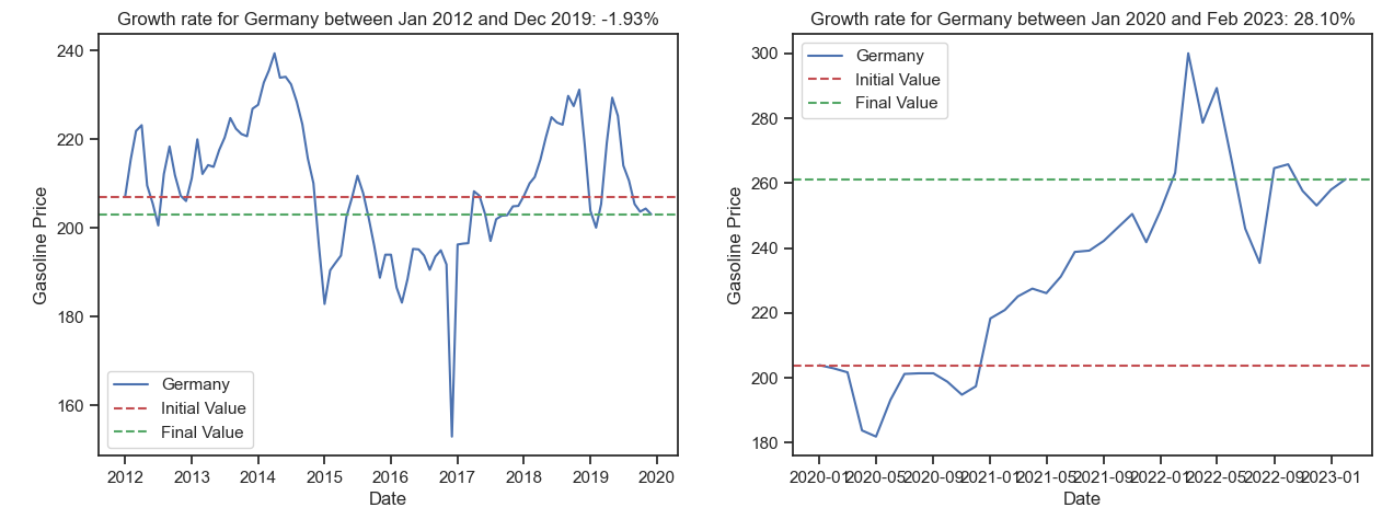 Growth rate for Germany between Jan 2012 and Dec 2019: -1.93%
240
220
200
180
160
Gasoline Price
Germany
Initial Value
Final Value
2012 2013 2014 2015 2016 2017 2018 2019 2020
Date
Growth rate for Germany between Jan 2020 and Feb 2023: 28.10%
Germany
Initial Value
Final Value
300
280
260
240
220
200
180
Gasoline Price
2020-01 2020-05 2020-09 2021-01 2021-05 2021-09 2022-01 2022-05 2022-09 2023-01
Date